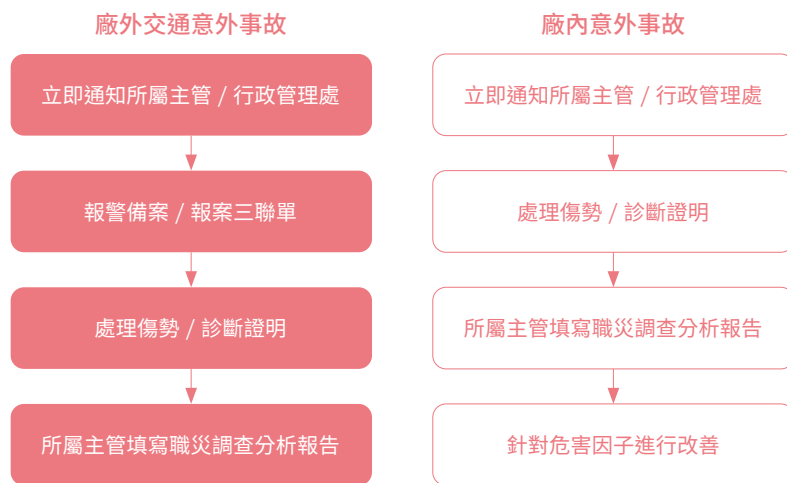 廠外交通意外事故
立即通知所屬主管 / 行政管理處
報警備案 / 報案三聯單
處理傷勢 / 診斷證明
所屬主管填寫職災調查分析報告
廠內意外事故
立即通知所屬主管 / 行政管理處
處理傷勢 / 診斷證明
所屬主管填寫職災調查分析報告
針對危害因子進行改善